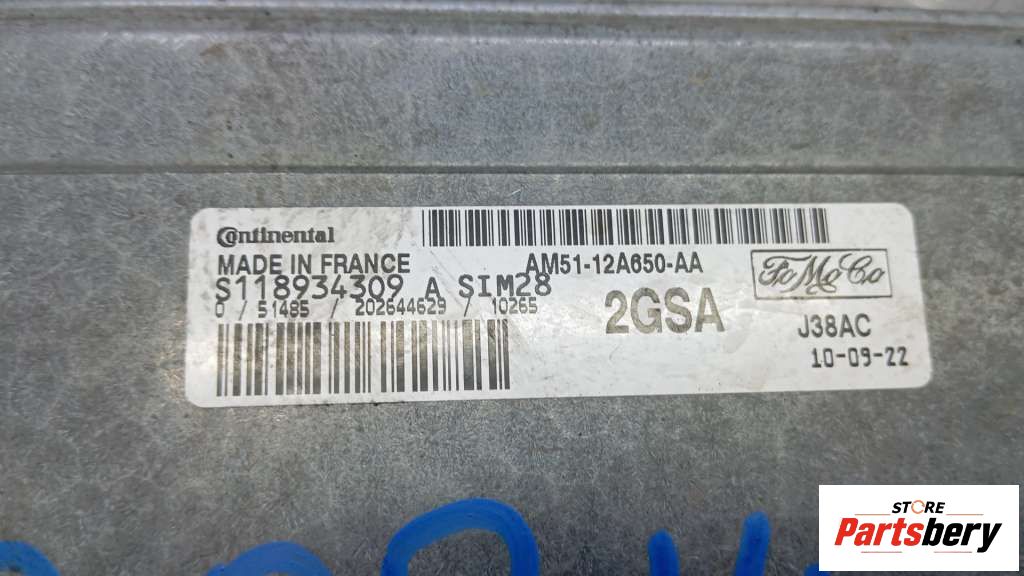 Continental
MADE IN FRANCE
AM51-12A650-AA
FoMoCo
S118934309 A SIM28
0 / 51485 / 202644629 / 10265
2GSA
J38AC
10-09-22
STORE
Partsbery